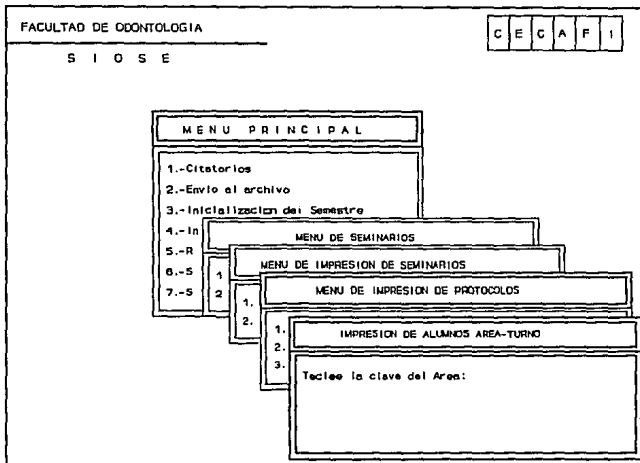 FACULTAD DE ODONTOLOGIA
C E C A F I
S I O S E
MENU PRINCIPAL
1.-Citatorios
2.-Envio al archivo
3.-Inicializacion del Semestre
4.-In
MENU DE SEMINARIOS
5.-R
MENU DE IMPRESION DE SEMINARIOS
6.-S
1
MENU DE IMPRESION DE PROTOCOLOS
7.-S
2
1.
2.
1.
IMPRESION DE ALUMNOS AREA-TURNO
2.
3.
Teclee la clave del Area: